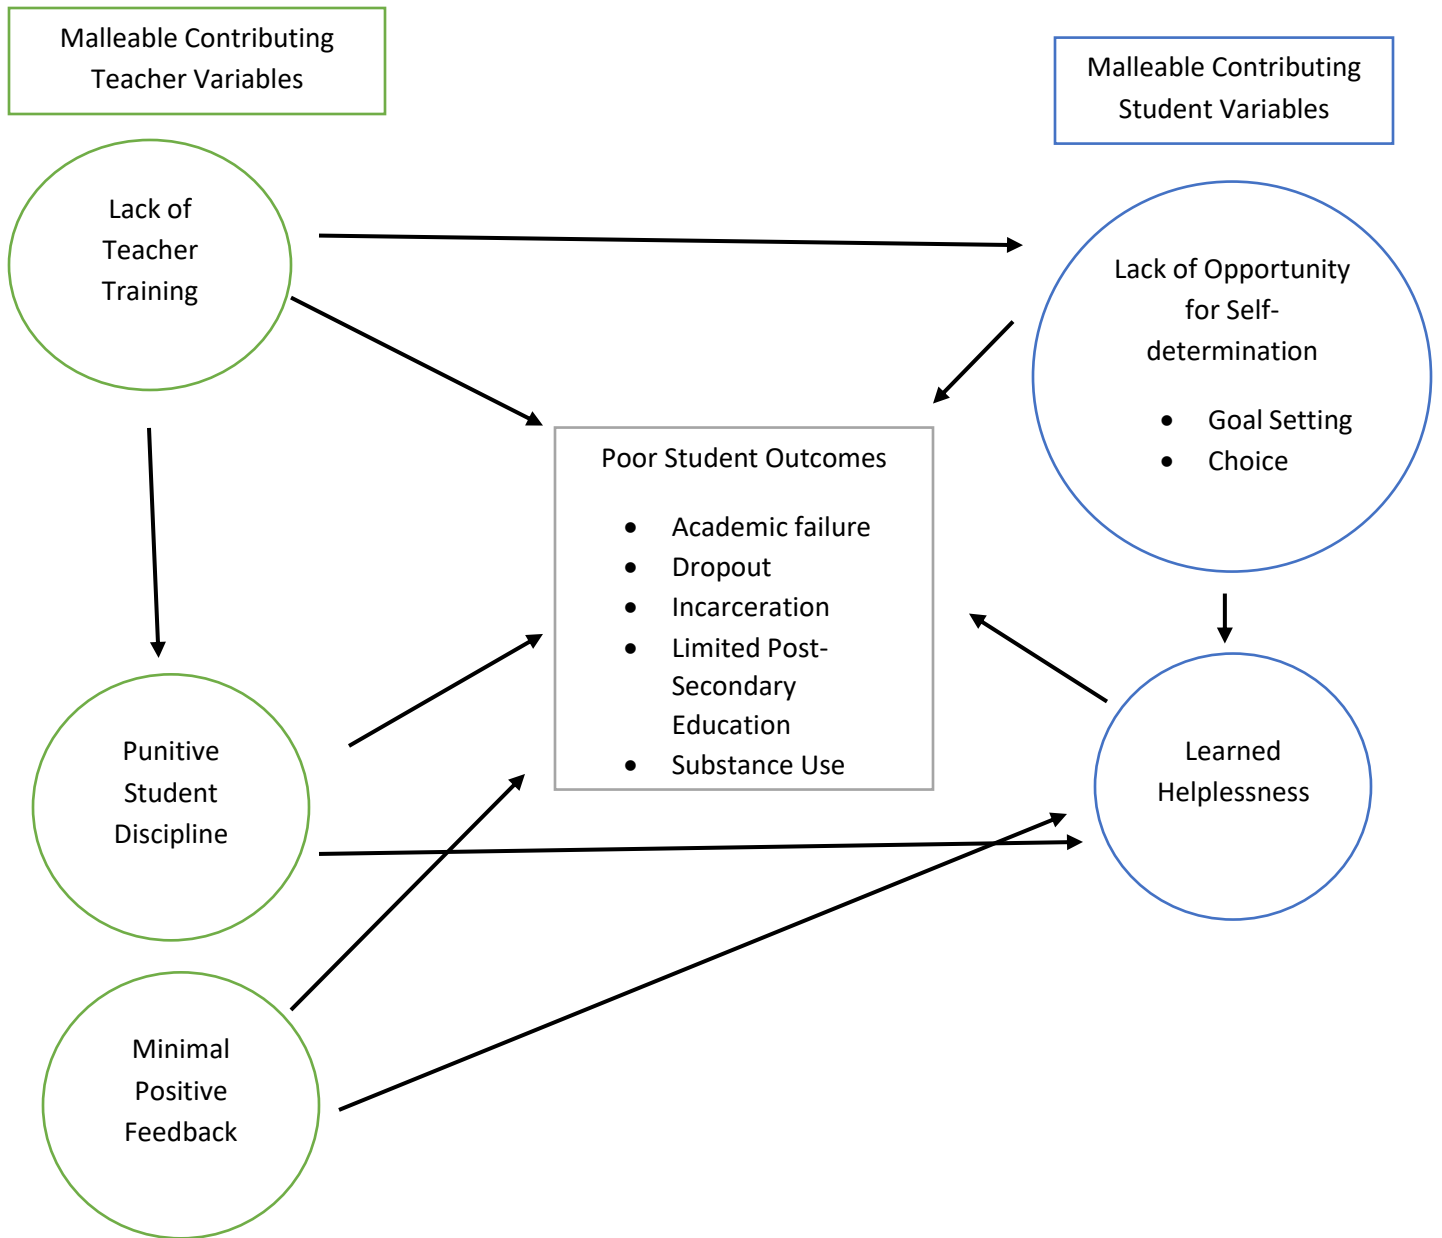 Malleable Contributing
Teacher Variables
Malleable Contributing
Student Variables
Lack of
Teacher
Training
Lack of Opportunity
for Self-
determination
• Goal Setting
• Choice
Poor Student Outcomes
• Academic failure
• Dropout
• Incarceration
• Limited Post-
Secondary
Education
• Substance Use
Punitive
Student
Discipline
Learned
Helplessness
Minimal
Positive
Feedback